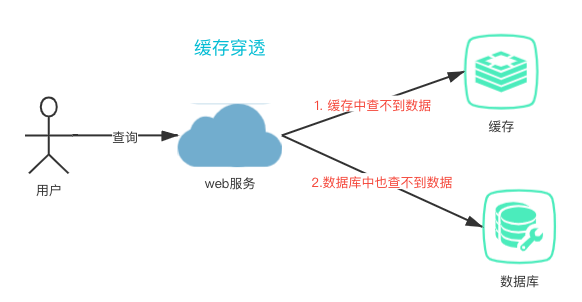 缓存穿透
1. 缓存中查不到数据
缓存
查询
用户
web服务
2.数据库中也查不到数据
数据库